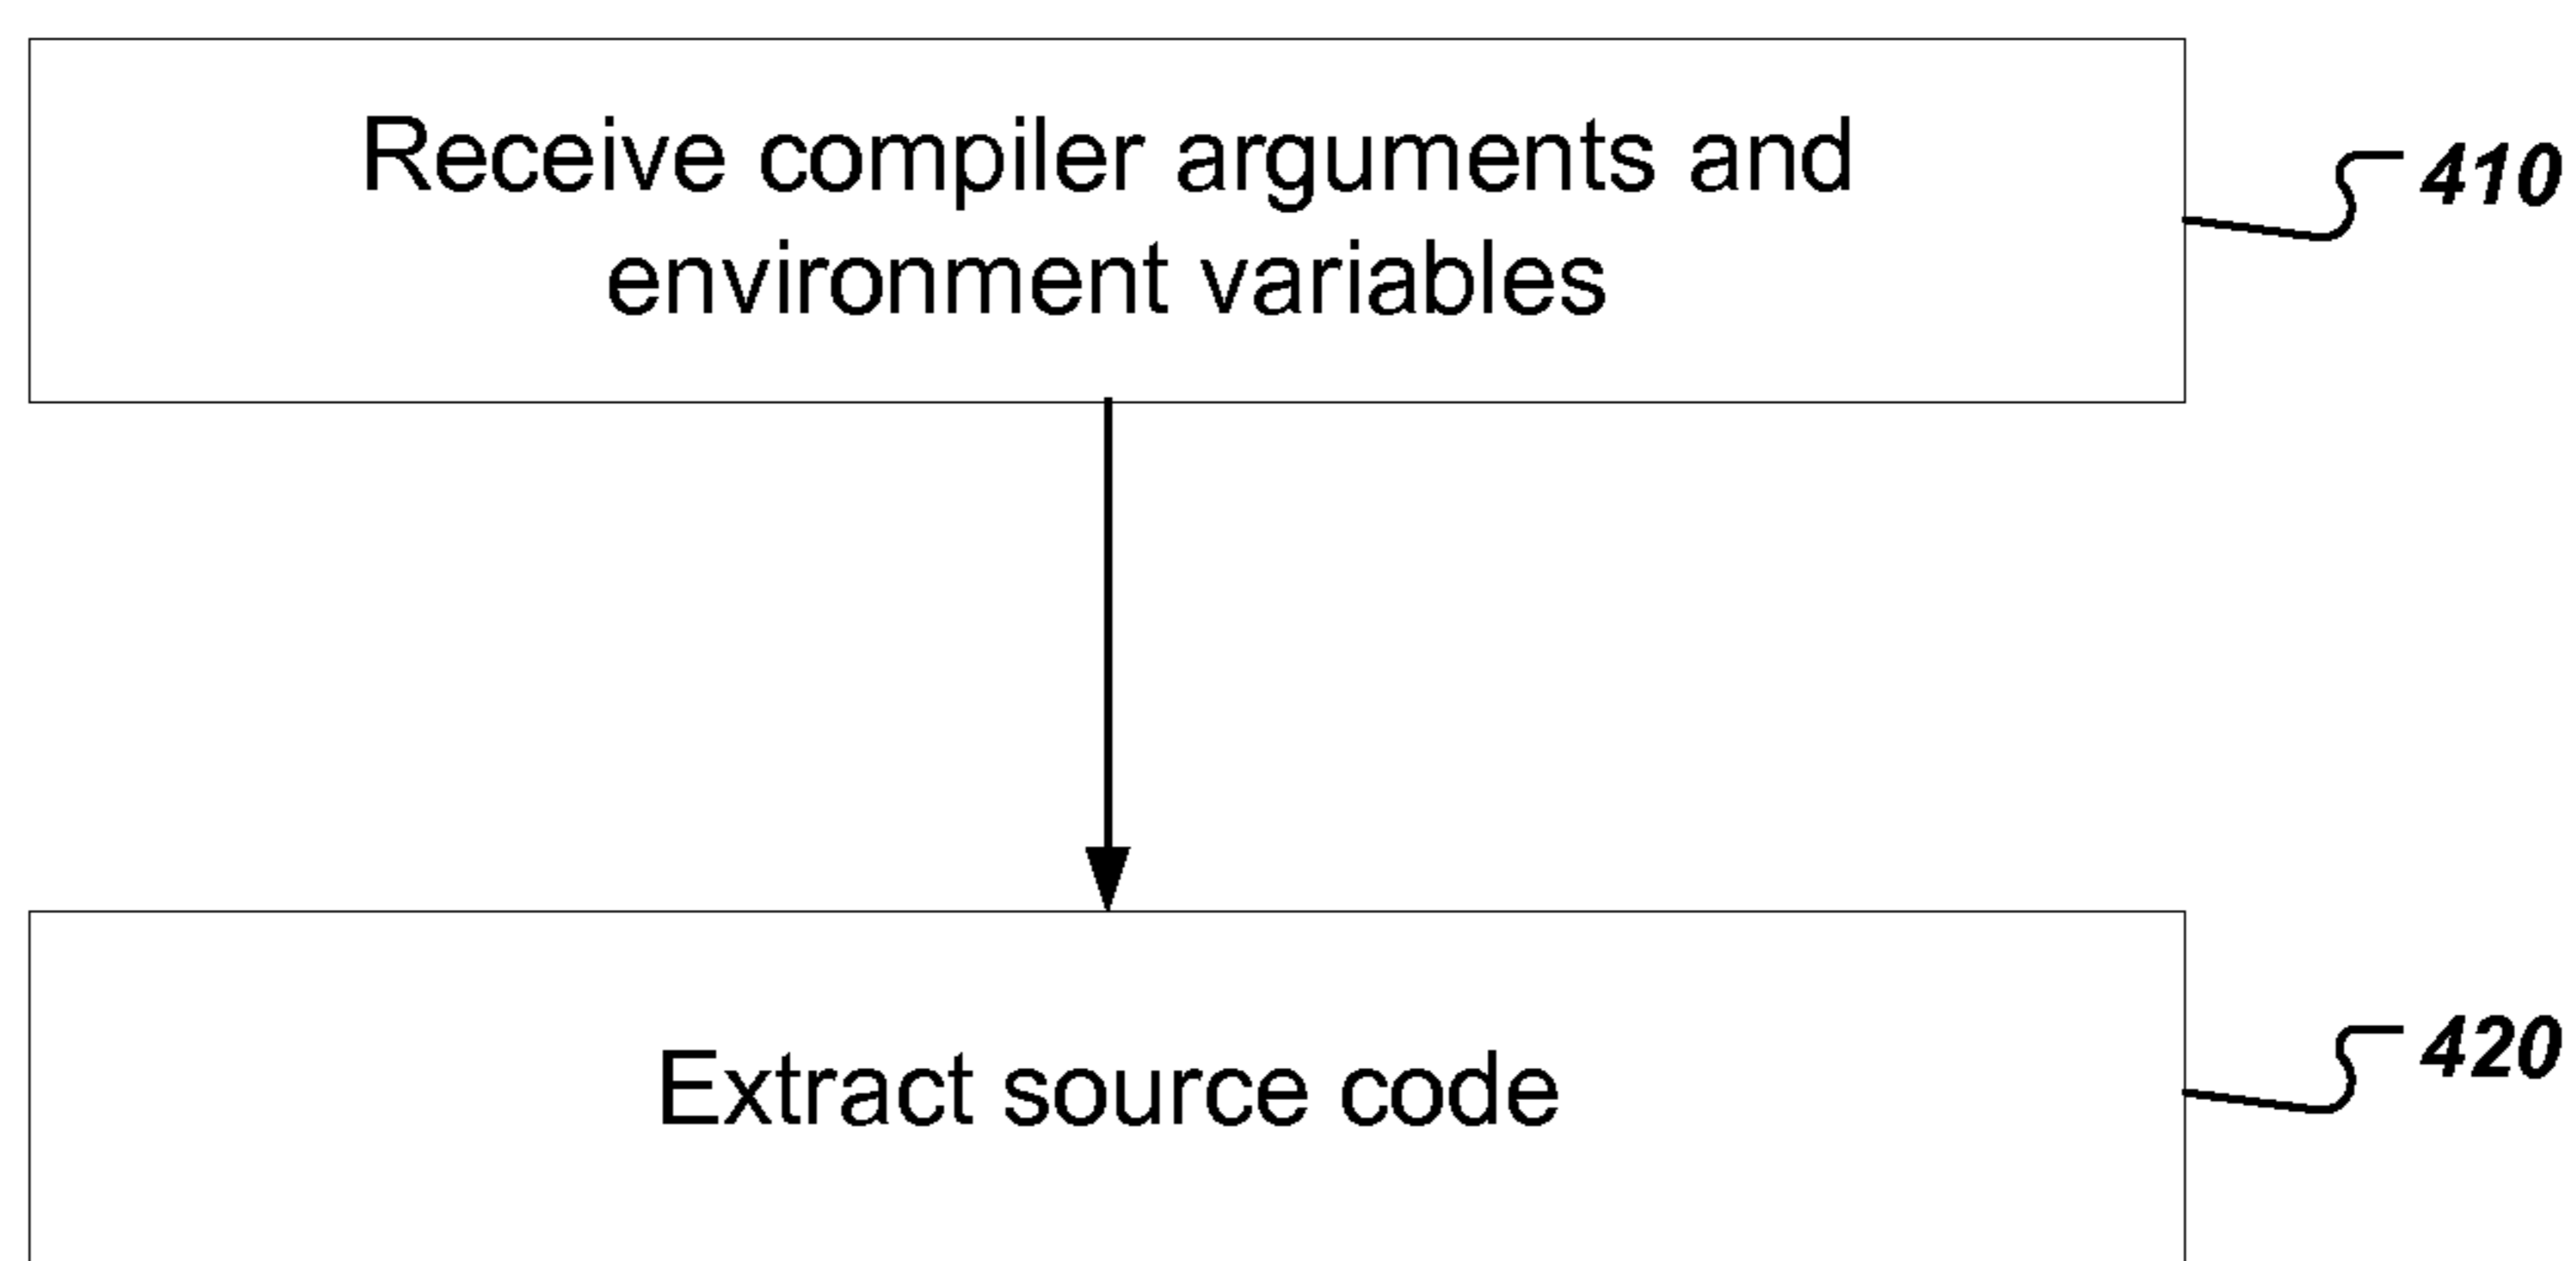 Receive compiler arguments and
environment variables
410
Extract source code
420